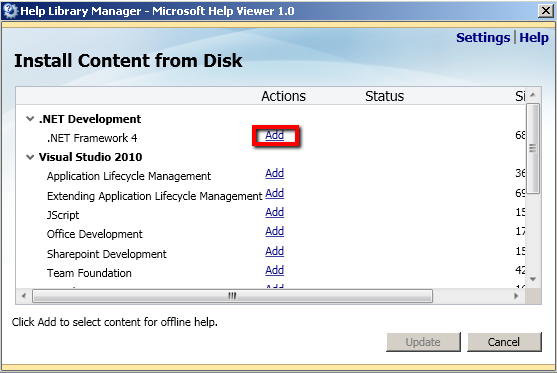 Help Library Manager - Microsoft Help Viewer 1.0
Settings | Help
Install Content from Disk
Actions Status Si
.NET Development
.NET Framework 4 Add 68
Visual Studio 2010
Application Lifecycle Management Add 36
Extending Application Lifecycle Management Add 69
JScript Add 15
Office Development Add 17
Sharepoint Development Add 15
Team Foundation Add 42
Add
Click Add to select content for offline help.
Update Cancel